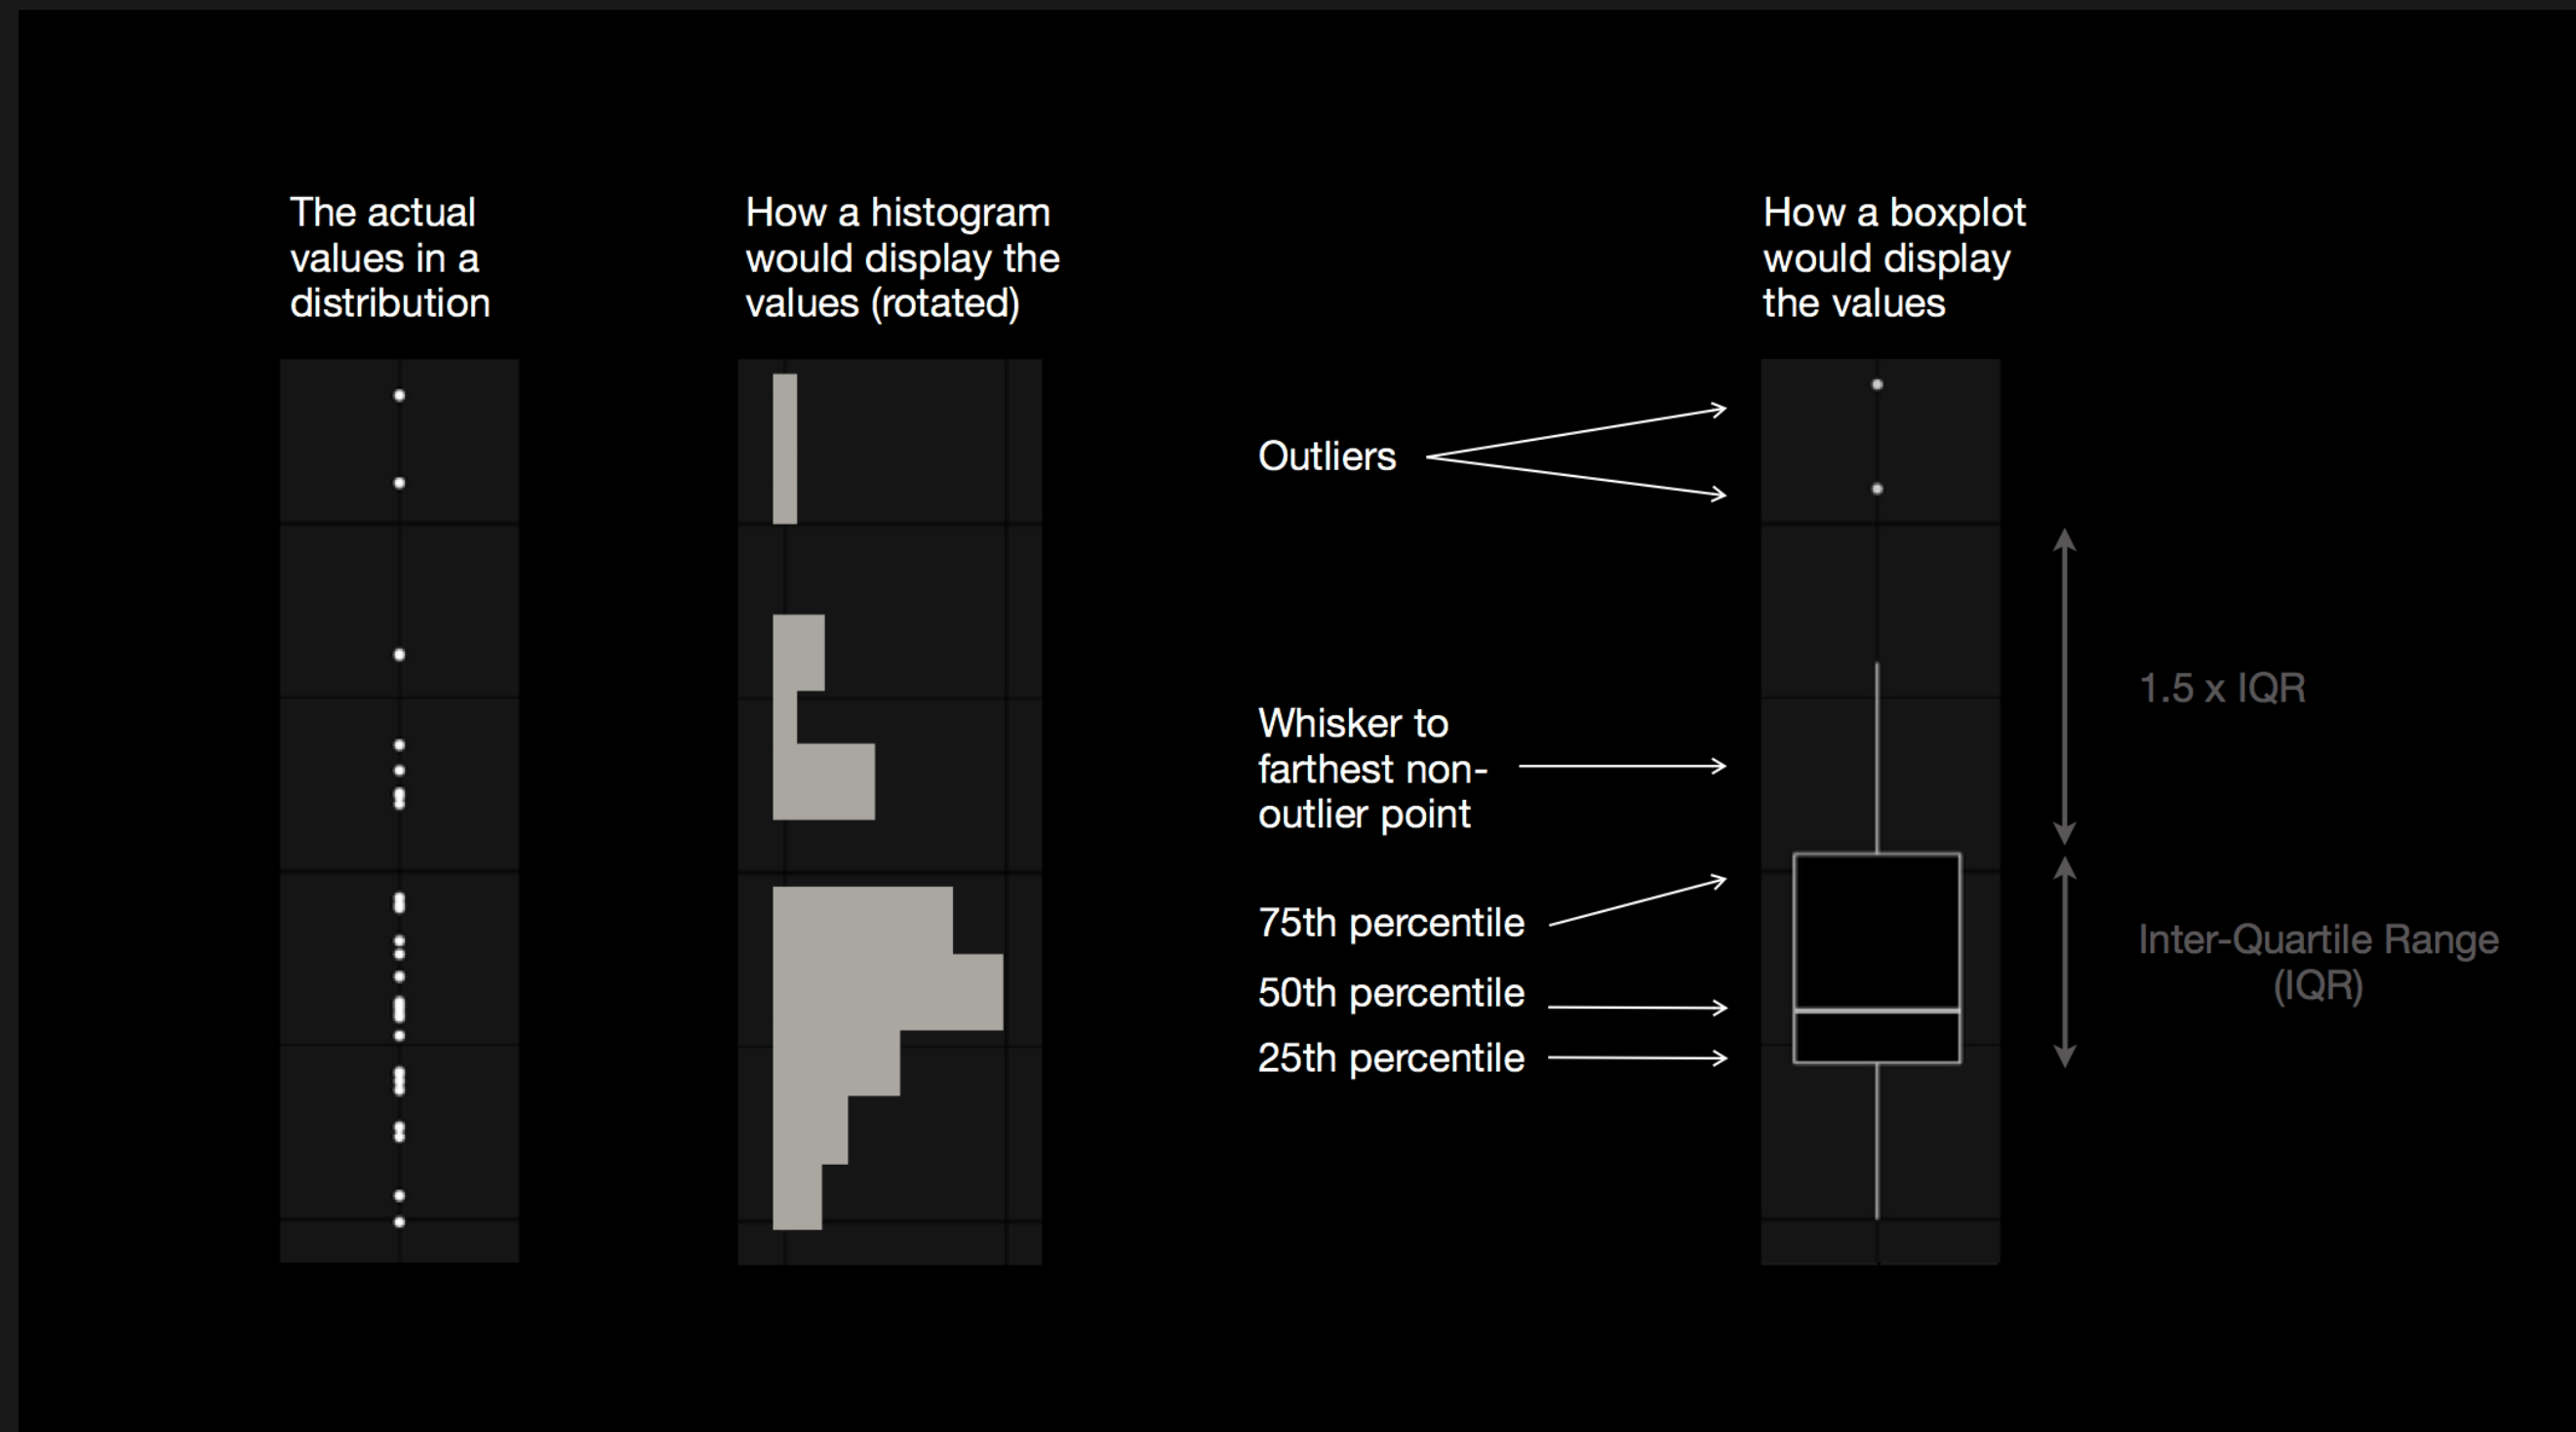 The actual
values in a
distribution
How a histogram
would display the
values (rotated)
How a boxplot
would display
the values
Outliers
1.5 x IQR
Whisker to
farthest non-
outlier point
75th percentile
50th percentile
25th percentile
Inter-Quartile Range
(IQR)